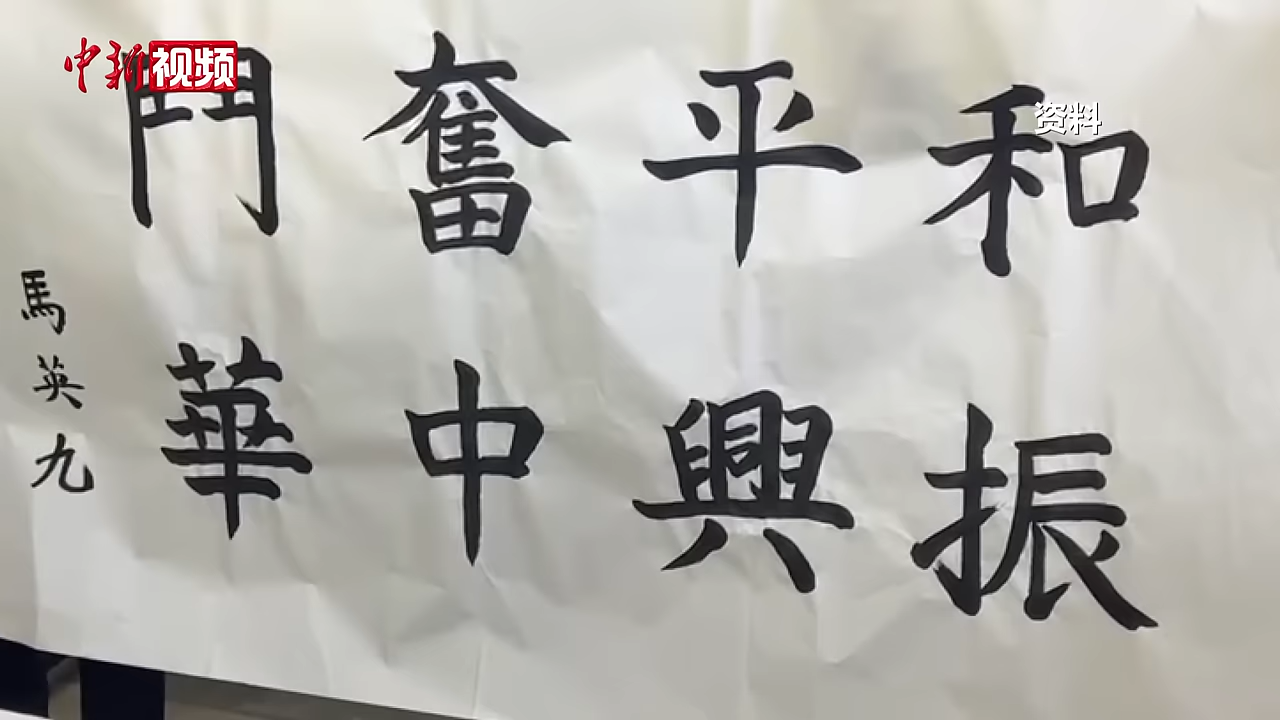 中新视频
资料
和平奮鬥
振興中華
馬英九